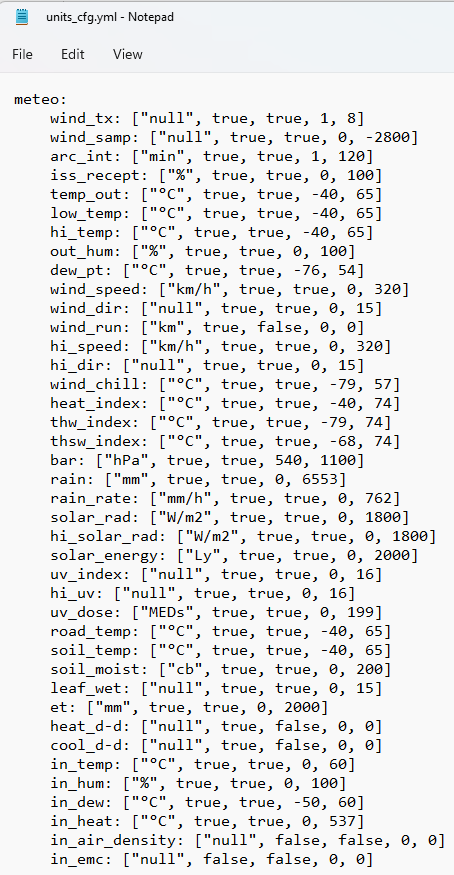 units_cfg.yml - Notepad
File Edit View
meteo:
    wind_tx: ["null", true, true, 1, 8]
    wind_samp: ["null", true, true, 0, -2800]
    arc_int: ["min", true, true, 1, 120]
    iss_recept: ["%", true, true, 0, 100]
    temp_out: ["°C", true, true, -40, 65]
    low_temp: ["°C", true, true, -40, 65]
    hi_temp: ["°C", true, true, -40, 65]
    out_hum: ["%", true, true, 0, 100]
    dew_pt: ["°C", true, true, -76, 54]
    wind_speed: ["km/h", true, true, 0, 320]
    wind_dir: ["null", true, true, 0, 15]
    wind_run: ["km", true, false, 0, 0]
    hi_speed: ["km/h", true, true, 0, 320]
    hi_dir: ["null", true, true, 0, 15]
    wind_chill: ["°C", true, true, -79, 57]
    heat_index: ["°C", true, true, -40, 74]
    thw_index: ["°C", true, true, -79, 74]
    thsw_index: ["°C", true, true, -68, 74]
    bar: ["hPa", true, true, 540, 1100]
    rain: ["mm", true, true, 0, 6553]
    rain_rate: ["mm/h", true, true, 0, 762]
    solar_rad: ["W/m2", true, true, 0, 1800]
    hi_solar_rad: ["W/m2", true, true, 0, 1800]
    solar_energy: ["Ly", true, true, 0, 2000]
    uv_index: ["null", true, true, 0, 16]
    hi_uv: ["null", true, true, 0, 16]
    uv_dose: ["MEDs", true, true, 0, 199]
    road_temp: ["°C", true, true, -40, 65]
    soil_temp: ["°C", true, true, -40, 65]
    soil_moist: ["cb", true, true, 0, 200]
    leaf_wet: ["null", true, true, 0, 15]
    et: ["mm", true, true, 0, 2000]
    heat_d-d: ["null", true, false, 0, 0]
    cool_d-d: ["null", true, false, 0, 0]
    in_temp: ["°C", true, true, 0, 60]
    in_hum: ["%", true, true, 0, 100]
    in_dew: ["°C", true, true, -50, 60]
    in_heat: ["°C", true, true, 0, 537]
    in_air_density: ["null", false, false, 0, 0]
    in_emc: ["null", false, false, 0, 0]